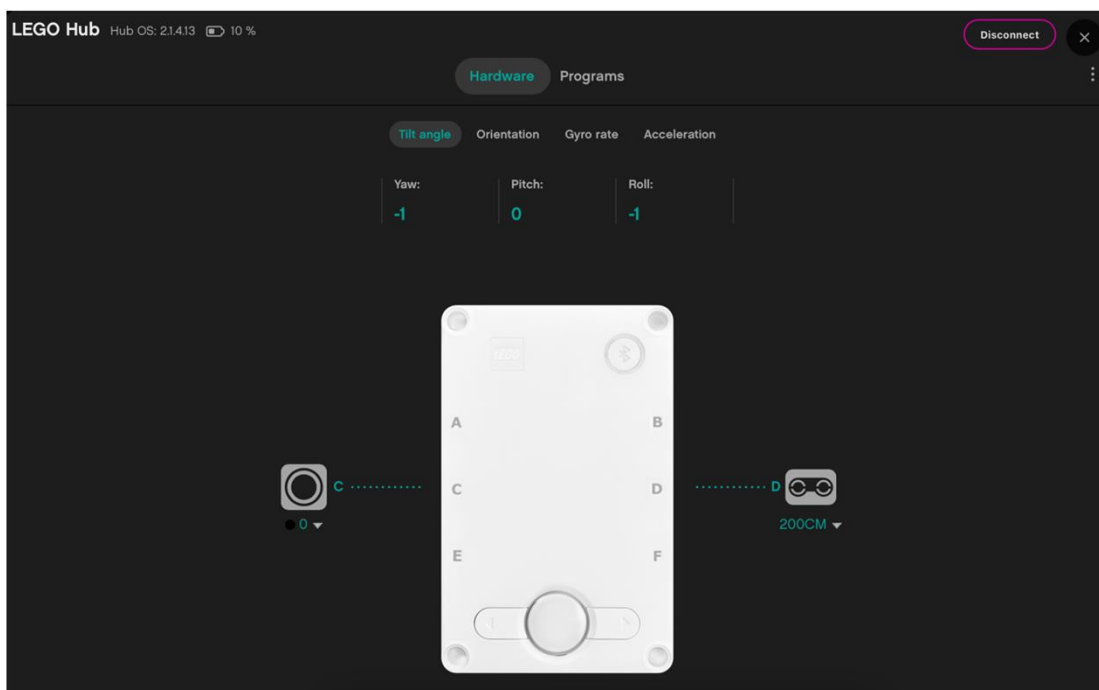 LEGO Hub Hub OS: 2.1.4.13 10 %
Disconnect
Hardware Programs
Tilt angle Orientation Gyro rate Acceleration
Yaw: Pitch: Roll:
-1 0 -1
LEGO
A B
C C D D
0 200CM
E F